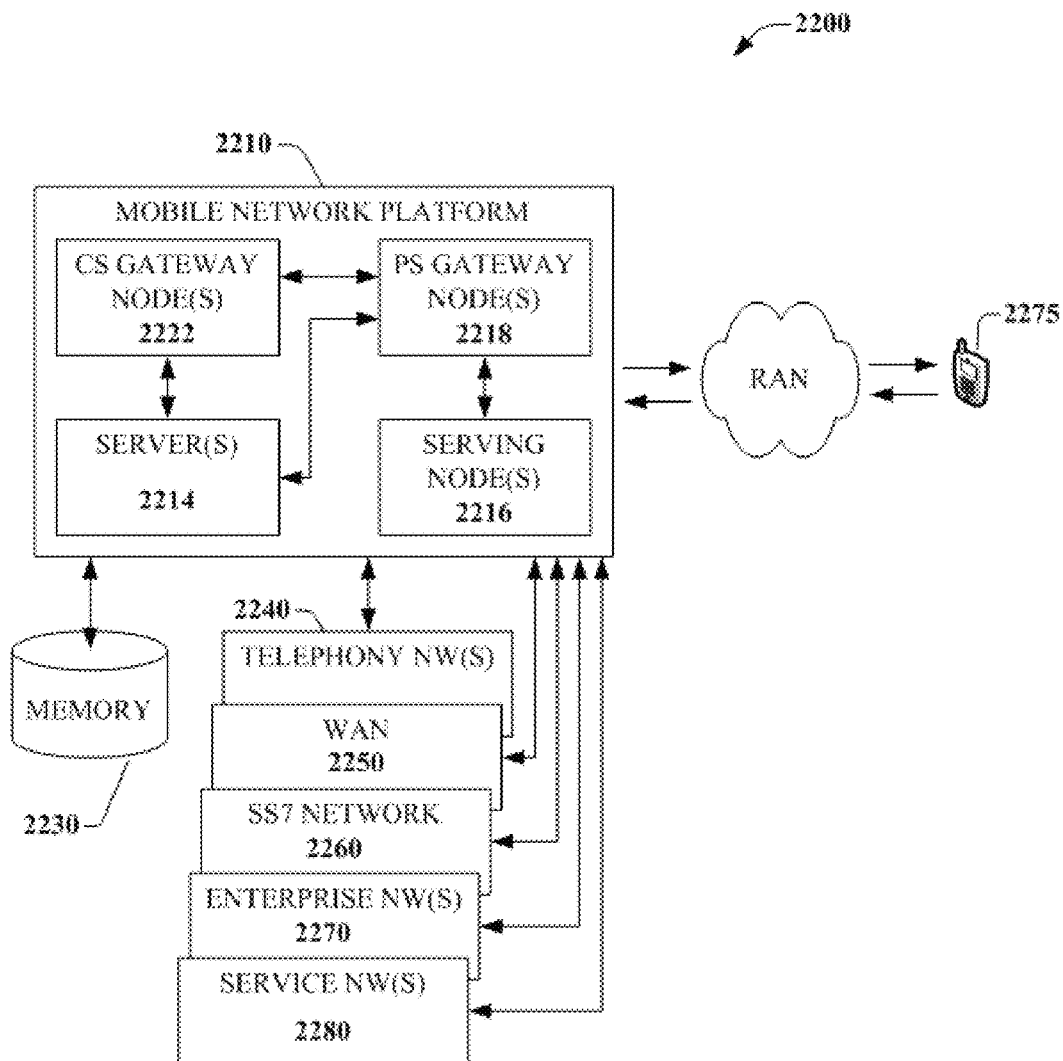 2200
2210
MOBILE NETWORK PLATFORM
CS GATEWAY
NODE(S)
2222
PS GATEWAY
NODE(S)
2218
SERVER(S)
2214
SERVING
NODE(S)
2216
RAN
2275
2240
TELEPHONY NW(S)
MEMORY
2230
WAN
2250
SS7 NETWORK
2260
ENTERPRISE NW(S)
2270
SERVICE NW(S)
2280